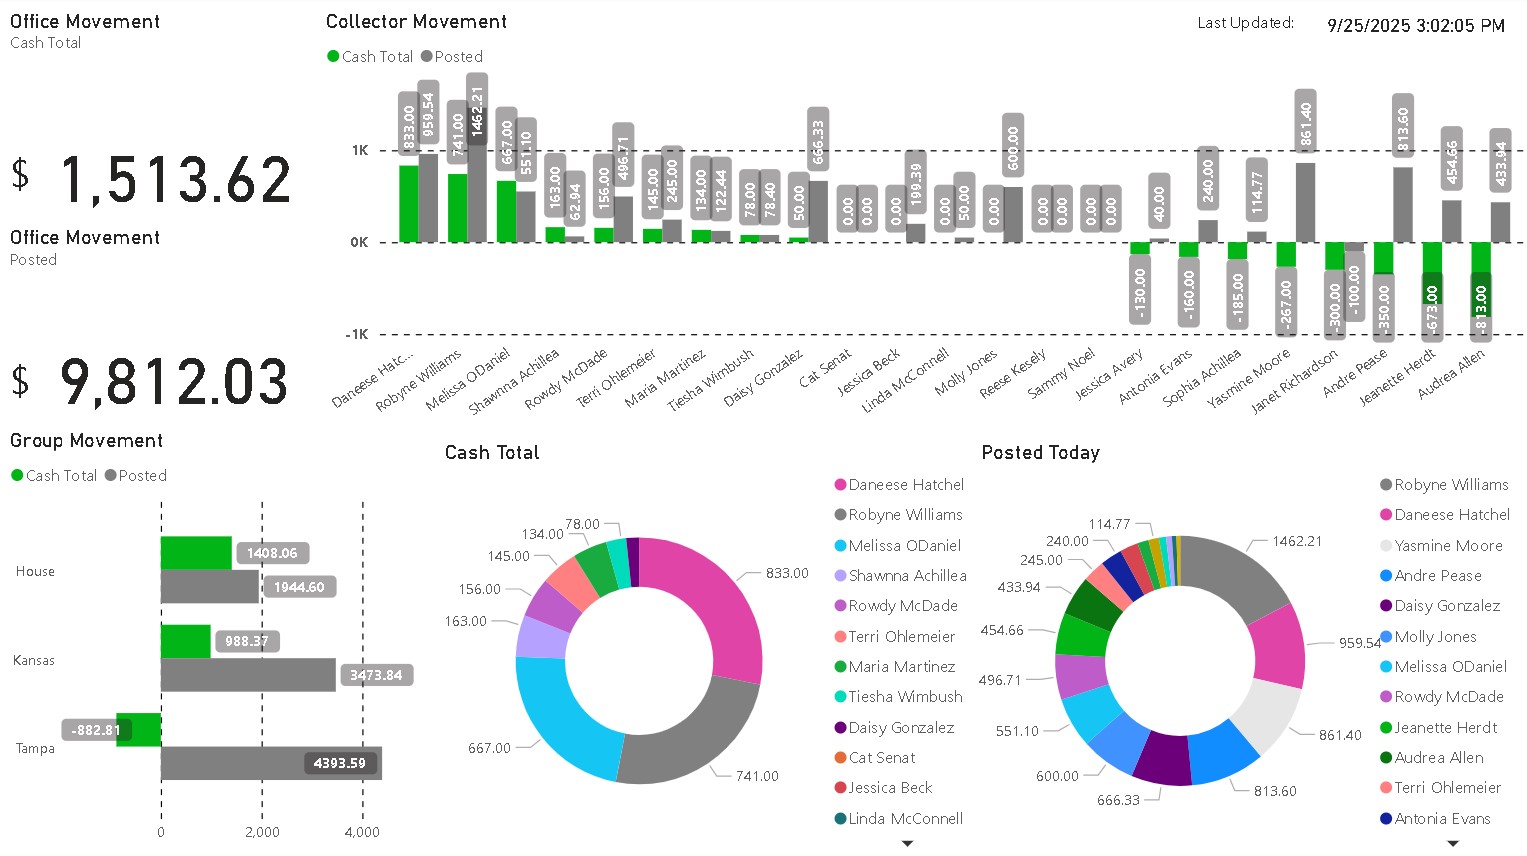 Office Movement
Cash Total
$ 1,513.62
Office Movement
Posted
$ 9,812.03
Collector Movement
Last Updated: 9/25/2025 3:02:05 PM
Cash Total Posted
1K
0K
-1K
833.00 959.54 741.00 1462.21 667.00 551.10 163.00 62.94 156.00 496.71 145.00 245.00 134.00 122.44 78.00 78.40 50.00 666.33 0.00 0.00 0.00 199.39 0.00 50.00 0.00 600.00 0.00 0.00 0.00 0.00 -130.00 40.00 -160.00 240.00 -185.00 114.77 -267.00 861.40 -300.00 -100.00 -350.00 813.60 -673.00 454.66 -813.00 433.94
Daneese Hatc...
Robyne Williams
Melissa ODaniel
Shawnna Achillea
Rowdy McDade
Terri Ohlemeier
Maria Martinez
Tiesha Wimbush
Daisy Gonzalez
Cat Senat
Jessica Beck
Linda McConnell
Molly Jones
Reese Kesely
Sammy Noel
Jessica Avery
Antonia Evans
Sophia Achillea
Yasmine Moore
Janet Richardson
Andre Pease
Jeanette Herdt
Audrea Allen
Group Movement
Cash Total Posted
House
1408.06
1944.60
Kansas
988.37
3473.84
Tampa
-882.81
4393.59
0 2,000 4,000
Cash Total
833.00
741.00
667.00
163.00
156.00
145.00
134.00
78.00
Daneese Hatchel
Robyne Williams
Melissa ODaniel
Shawnna Achillea
Rowdy McDade
Terri Ohlemeier
Maria Martinez
Tiesha Wimbush
Daisy Gonzalez
Cat Senat
Jessica Beck
Linda McConnell
Posted Today
1462.21
959.54
861.40
813.60
666.33
600.00
551.10
496.71
454.66
433.94
245.00
240.00
114.77
Robyne Williams
Daneese Hatchel
Yasmine Moore
Andre Pease
Daisy Gonzalez
Molly Jones
Melissa ODaniel
Rowdy McDade
Jeanette Herdt
Audrea Allen
Terri Ohlemeier
Antonia Evans